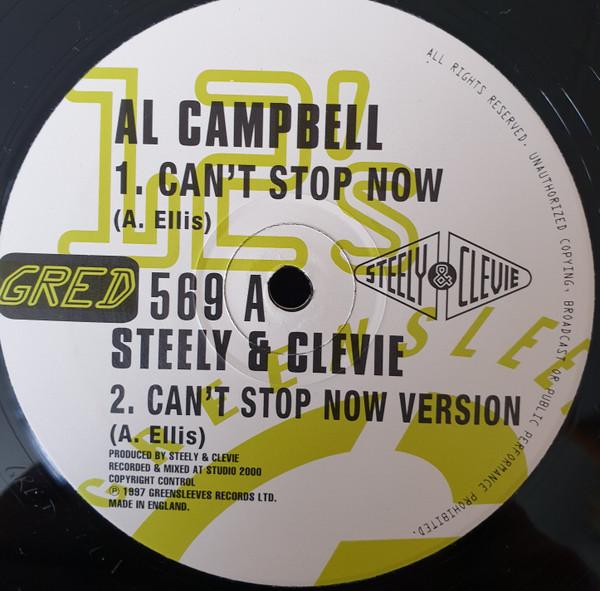 12's
AL CAMPBELL
1. CAN'T STOP NOW
(A. Ellis)
STEELY & CLEVIE
GRED 569 A
STEELY & CLEVIE
2. CAN'T STOP NOW VERSION
(A. Ellis)
PRODUCED BY STEELY & CLEVIE
RECORDED & MIXED AT STUDIO 2000
COPYRIGHT CONTROL
℗ 1997 GREENSLEEVES RECORDS LTD.
MADE IN ENGLAND.
ALL RIGHTS RESERVED. UNAUTHORIZED COPYING, BROADCAST OR PUBLIC PERFORMANCE PROHIBITED.